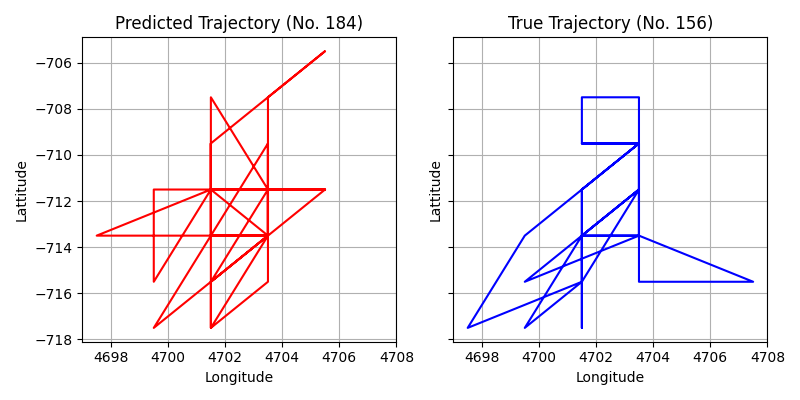 Predicted Trajectory (No. 184)
True Trajectory (No. 156)
Lattitude
Lattitude
−706
−708
−710
−712
−714
−716
−718
4698 4700 4702 4704 4706 4708
4698 4700 4702 4704 4706 4708
Longitude
Longitude